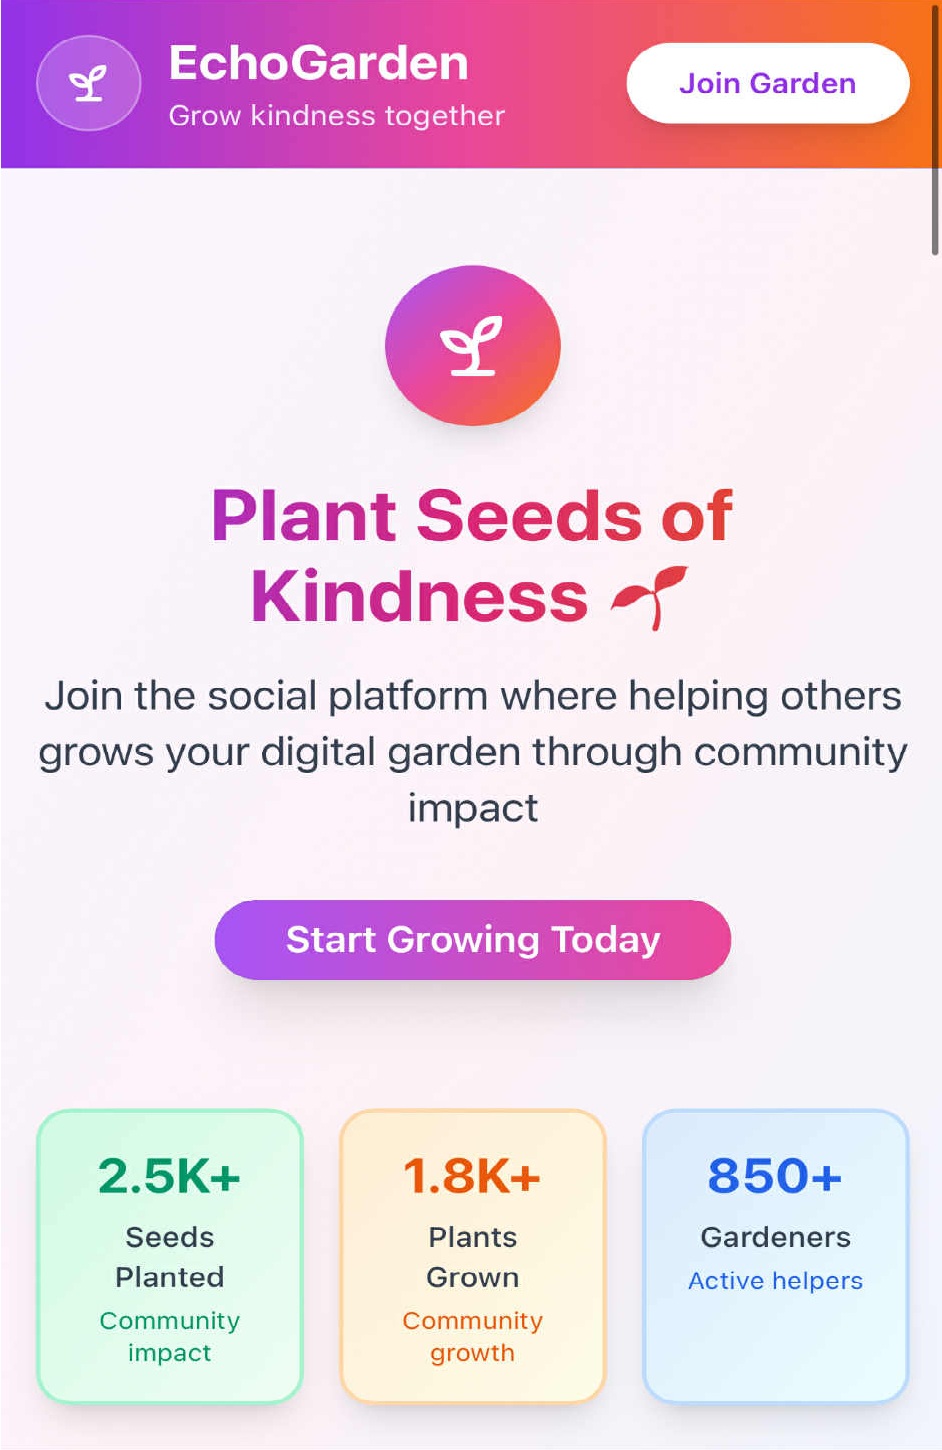 EchoGarden
Grow kindness together
Join Garden
Plant Seeds of
Kindness
Join the social platform where helping others
grows your digital garden through community
impact
Start Growing Today
2.5K+
Seeds
Planted
Community
impact
1.8K+
Plants
Grown
Community
growth
850+
Gardeners
Active helpers